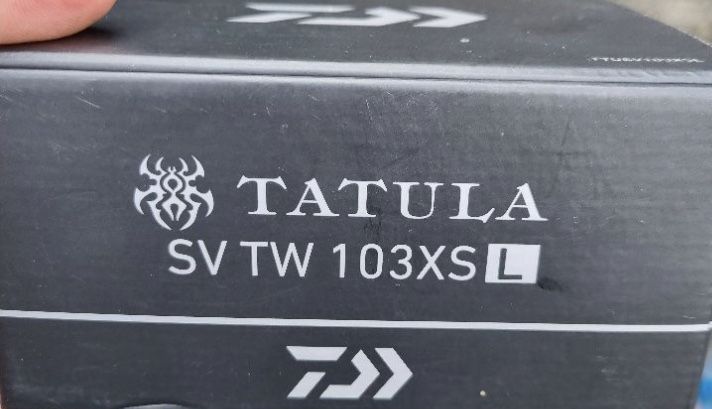 TATULA
SV TW 103XS L